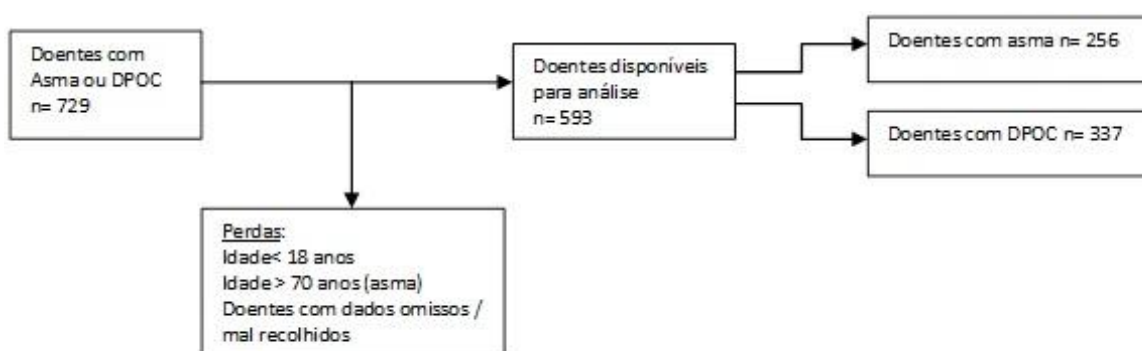 Doentes com
Asma ou DPOC
n= 729
Doentes disponíveis
para análise
n= 593
Doentes com asma n= 256
Doentes com DPOC n= 337
Perdas:
Idade< 18 anos
Idade > 70 anos (asma)
Doentes com dados omissos /
mal recolhidos